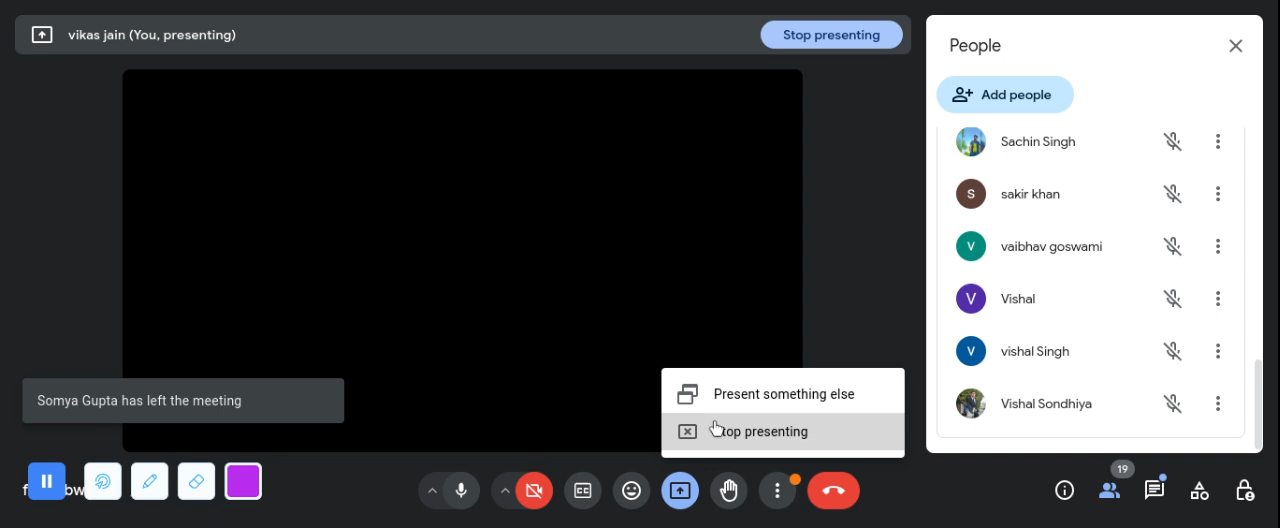 vikas jain (You, presenting)
Stop presenting
People
Add people
Sachin Singh
S
sakir khan
V
vaibhav goswami
V
Vishal
V
vishal Singh
Vishal Sondhiya
Somya Gupta has left the meeting
Present something else
top presenting
CC
19